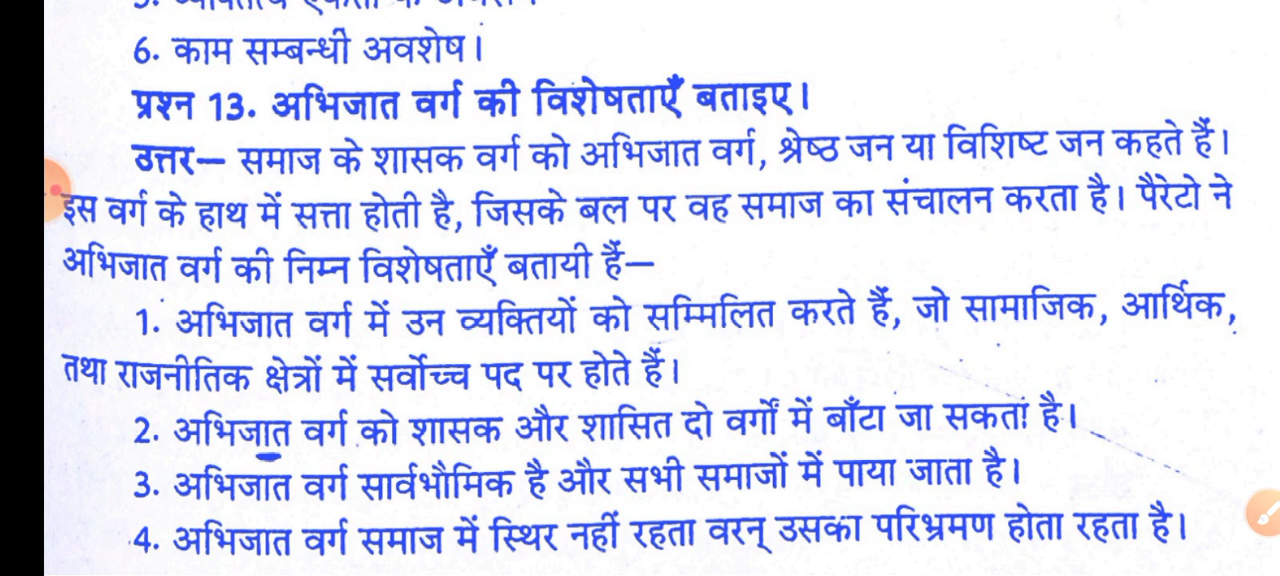 6. काम सम्बन्धी अवशेष।
प्रश्न 13. अभिजात वर्ग की विशेषताएँ बताइए।
उत्तर— समाज के शासक वर्ग को अभिजात वर्ग, श्रेष्ठ जन या विशिष्ट जन कहते हैं।
इस वर्ग के हाथ में सत्ता होती है, जिसके बल पर वह समाज का संचालन करता है। पैरेटो ने
अभिजात वर्ग की निम्न विशेषताएँ बतायी हैं—
1. अभिजात वर्ग में उन व्यक्तियों को सम्मिलित करते हैं, जो सामाजिक, आर्थिक,
तथा राजनीतिक क्षेत्रों में सर्वोच्च पद पर होते हैं।
2. अभिजात वर्ग को शासक और शासित दो वर्गों में बाँटा जा सकता है।
3. अभिजात वर्ग सार्वभौमिक है और सभी समाजों में पाया जाता है।
4. अभिजात वर्ग समाज में स्थिर नहीं रहता वरन् उसका परिभ्रमण होता रहता है।